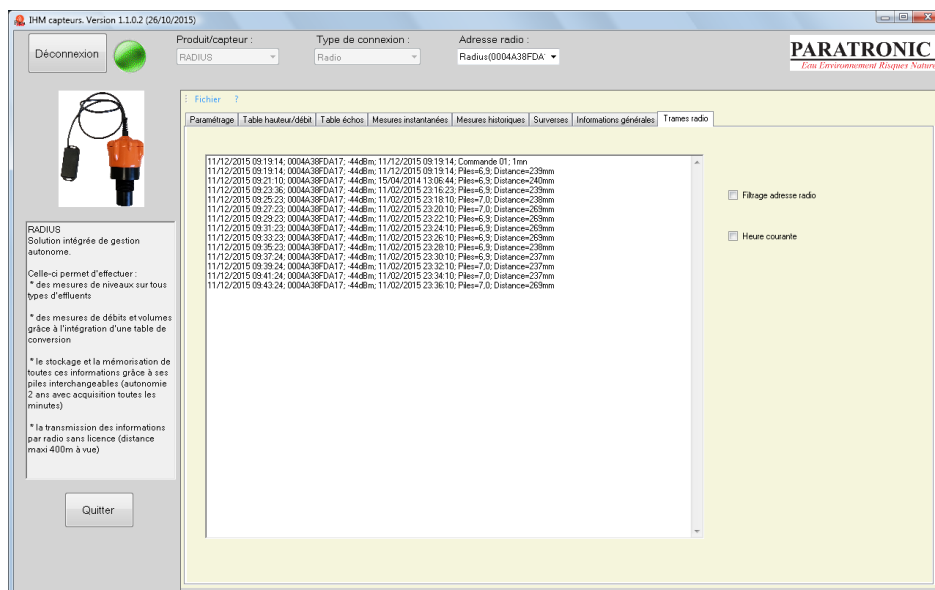 IHM capteurs. Version 1.1.0.2 (26/10/2015)
Déconnexion
Produit/capteur :
Type de connexion :
Adresse radio :
RADIUS
Radio
Radius(0004A38FDA'
PARATRONIC
Eau Environnement Risques Nature
Fichier ?
Paramétrage Table hauteur/débit Table échos Mesures instantanées Mesures historiques Surverses Informations générales Trames radio
11/12/2015 09:19:14; 0004A38FDA17; -44dBm; 11/12/2015 09:19:14; Commande 01; 1mn
11/12/2015 09:19:14; 0004A38FDA17; -44dBm; 11/12/2015 09:19:14; Piles=6,9; Distance=239mm
11/12/2015 09:21:10; 0004A38FDA17; -44dBm; 15/04/2014 13:06:44; Piles=6,9; Distance=240mm
11/12/2015 09:23:36; 0004A38FDA17; -44dBm; 11/02/2015 23:16:23; Piles=6,9; Distance=239mm
11/12/2015 09:25:23; 0004A38FDA17; -44dBm; 11/02/2015 23:18:10; Piles=7,0; Distance=238mm
11/12/2015 09:27:23; 0004A38FDA17; -44dBm; 11/02/2015 23:20:10; Piles=7,0; Distance=269mm
11/12/2015 09:29:23; 0004A38FDA17; -44dBm; 11/02/2015 23:22:10; Piles=6,9; Distance=269mm
11/12/2015 09:31:23; 0004A38FDA17; -44dBm; 11/02/2015 23:24:10; Piles=6,9; Distance=269mm
11/12/2015 09:33:23; 0004A38FDA17; -44dBm; 11/02/2015 23:26:10; Piles=6,9; Distance=269mm
11/12/2015 09:35:23; 0004A38FDA17; -44dBm; 11/02/2015 23:28:10; Piles=6,9; Distance=238mm
11/12/2015 09:37:24; 0004A38FDA17; -44dBm; 11/02/2015 23:30:10; Piles=6,9; Distance=237mm
11/12/2015 09:39:24; 0004A38FDA17; -44dBm; 11/02/2015 23:32:10; Piles=7,0; Distance=237mm
11/12/2015 09:41:24; 0004A38FDA17; -44dBm; 11/02/2015 23:34:10; Piles=7,0; Distance=237mm
11/12/2015 09:43:24; 0004A38FDA17; -44dBm; 11/02/2015 23:36:10; Piles=7,0; Distance=269mm
Filtrage adresse radio
Heure courante
RADIUS
Solution intégrée de gestion
autonome.
Celle-ci permet d'effectuer :
* des mesures de niveaux sur tous
types d'effluents
* des mesures de débits et volumes
grâce à l'intégration d'une table de
conversion
* le stockage et la mémorisation de
toutes ces informations grâce à ses
piles interchangeables (autonomie
2 ans avec acquisition toutes les
minutes)
* la transmission des informations
par radio sans licence (distance
maxi 400m à vue)
Quitter